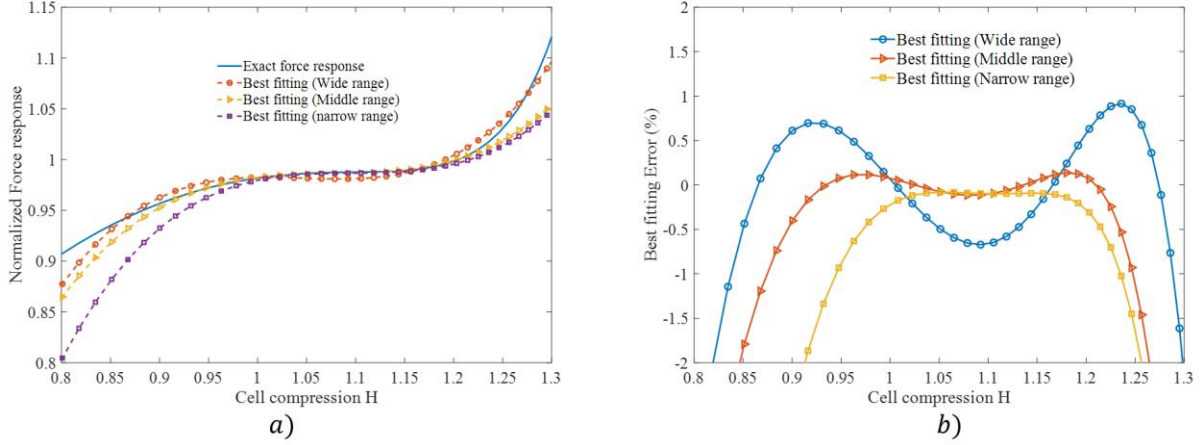 1.15
1.1
1.05
1
0.95
0.9
0.85
0.8
Normalized Force response
Exact force response
Best fitting (Wide range)
Best fitting (Middle range)
Best fitting (narrow range)
0.8 0.85 0.9 0.95 1 1.05 1.1 1.15 1.2 1.25 1.3
Cell compression H
a)
2
1.5
1
0.5
0
-0.5
-1
-1.5
-2
Best fitting Error (%)
Best fitting (Wide range)
Best fitting (Middle range)
Best fitting (Narrow range)
0.8 0.85 0.9 0.95 1 1.05 1.1 1.15 1.2 1.25 1.3
Cell compression H
b)